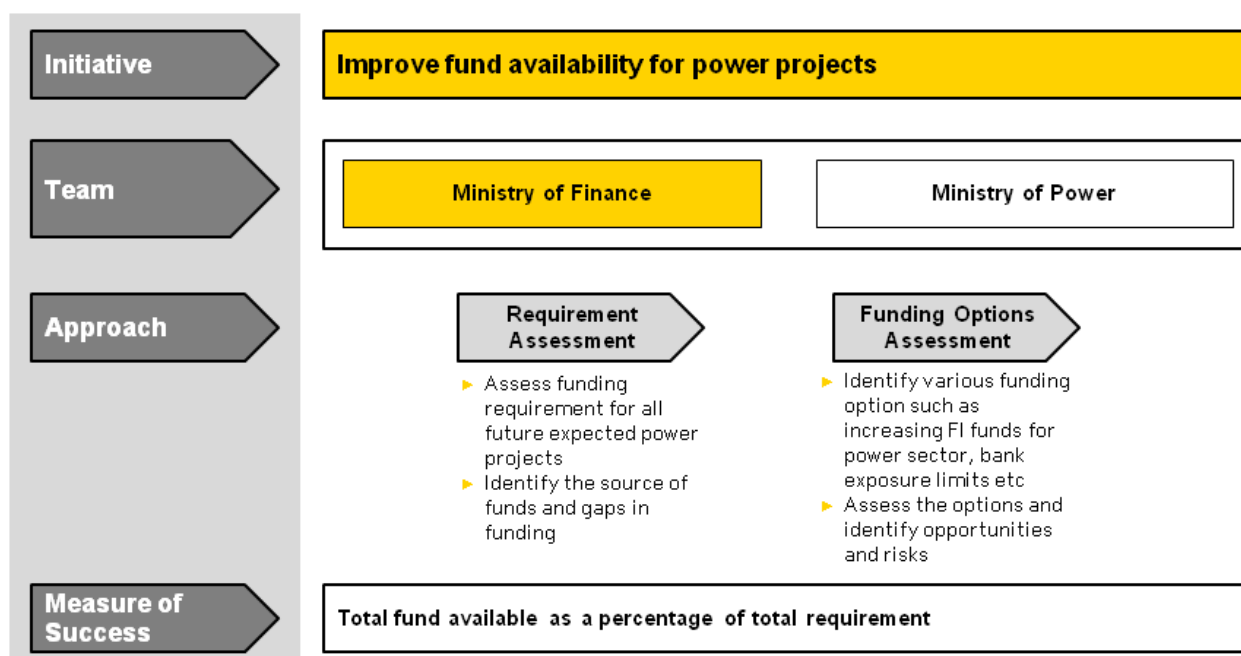 Initiative
Improve fund availability for power projects
Team
Ministry of Finance
Ministry of Power
Approach
Requirement
Assessment
► Assess funding
requirement for all
future expected power
projects
► Identify the source of
funds and gaps in
funding
Funding Options
Assessment
► Identify various funding
option such as
increasing FI funds for
power sector, bank
exposure limits etc
► Assess the options and
identify opportunities
and risks
Measure of
Success
Total fund available as a percentage of total requirement